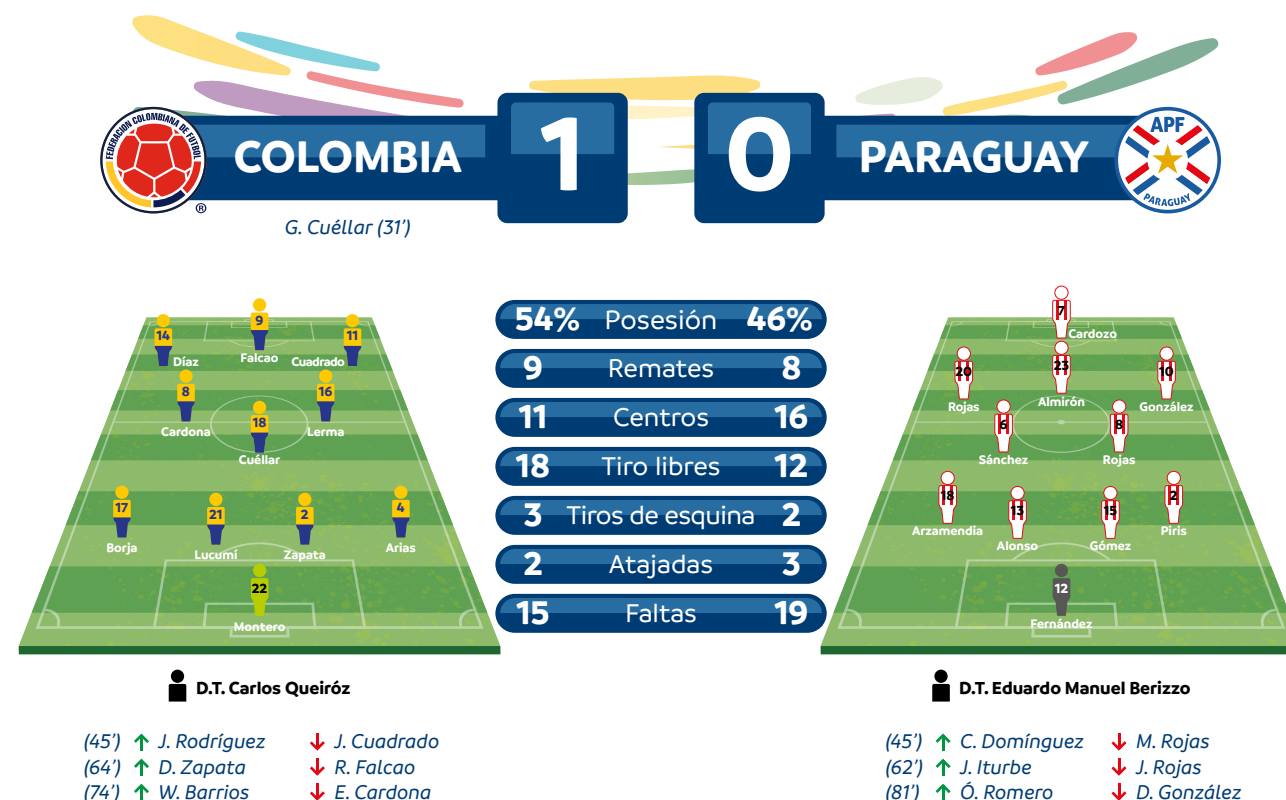 FEDERACION COLOMBIANA DE FUTBOL
®
COLOMBIA 1 0 PARAGUAY
APF
PARAGUAY
G. Cuéllar (31')
14 Díaz
9 Falcao
11 Cuadrado
8 Cardona
16 Lerma
18 Cuéllar
17 Borja
21 Lucumí
2 Zapata
4 Arias
22 Montero
54% Posesión 46%
9 Remates 8
11 Centros 16
18 Tiro libres 12
3 Tiros de esquina 2
2 Atajadas 3
15 Faltas 19
7 Cardozo
20 Rojas
23 Almirón
10 González
6 Sánchez
8 Rojas
18 Arzamendia
13 Alonso
15 Gómez
2 Piris
12 Fernández
D.T. Carlos Queiróz
(45') J. Rodríguez J. Cuadrado
(64') D. Zapata R. Falcao
(74') W. Barrios E. Cardona
D.T. Eduardo Manuel Berizzo
(45') C. Domínguez M. Rojas
(62') J. Iturbe J. Rojas
(81') Ó. Romero D. González